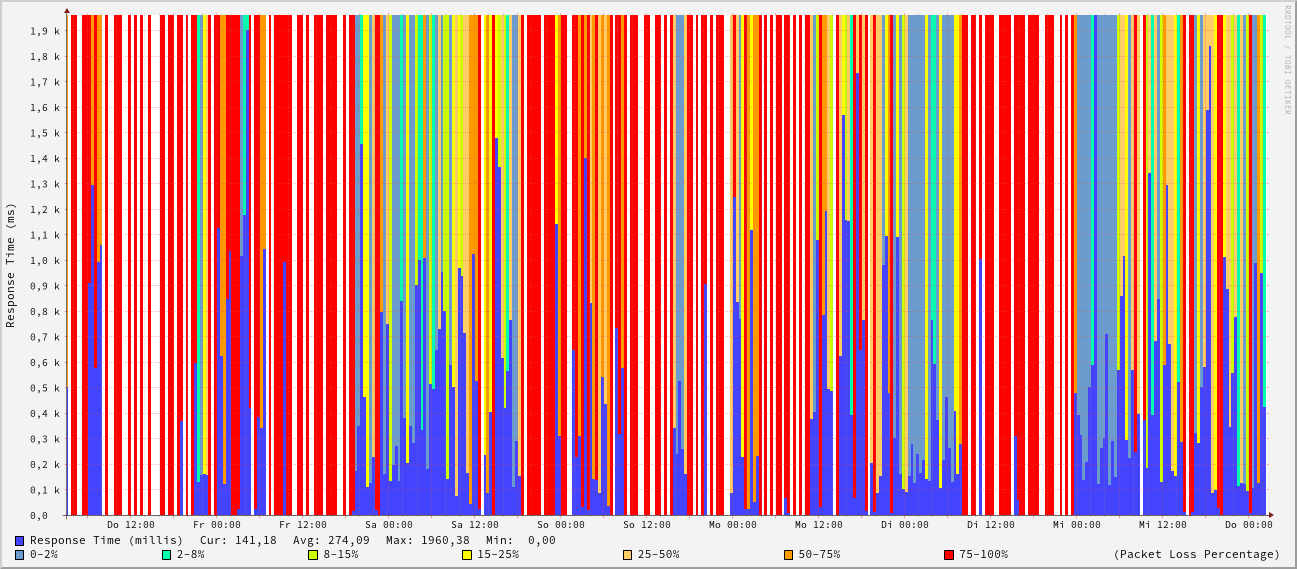 RRDTOOL / TOBI OETIKER
Response Time (ms)
1,9 k
1,8 k
1,7 k
1,6 k
1,5 k
1,4 k
1,3 k
1,2 k
1,1 k
1,0 k
0,9 k
0,8 k
0,7 k
0,6 k
0,5 k
0,4 k
0,3 k
0,2 k
0,1 k
0,0
Do 12:00 Fr 00:00 Fr 12:00 Sa 00:00 Sa 12:00 So 00:00 So 12:00 Mo 00:00 Mo 12:00 Di 00:00 Di 12:00 Mi 00:00 Mi 12:00 Do 00:00
Response Time (millis) Cur: 141,18 Avg: 274,09 Max: 1960,38 Min: 0,00
0-2% 2-8% 8-15% 15-25% 25-50% 50-75% 75-100% (Packet Loss Percentage)